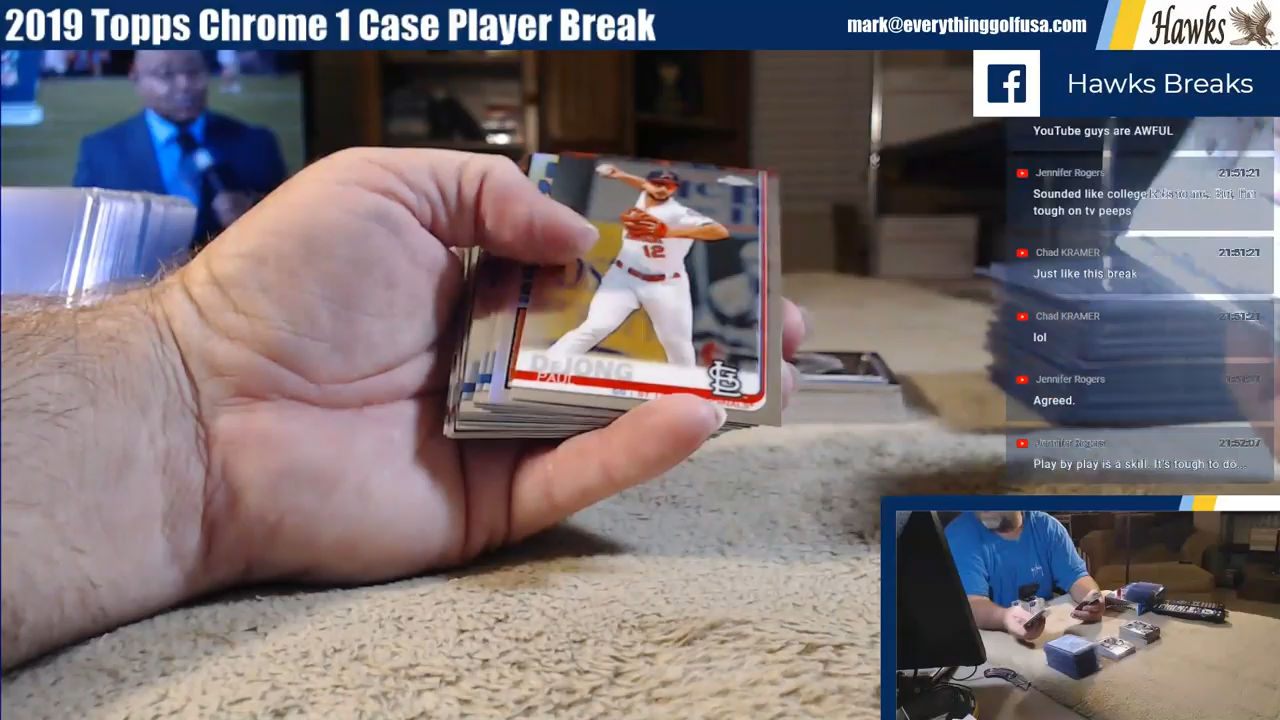 2019 Topps Chrome 1 Case Player Break
mark@everythinggolfusa.com
Hawks
Hawks Breaks
YouTube guys are AWFUL
Jennifer Rogers 21:51:21
Sounded like college kids to me. But, I'm
tough on tv peeps
Chad KRAMER 21:51:21
Just like this break
Chad KRAMER 21:51:21
lol
Jennifer Rogers
Agreed.
Jennifer Rogers 21:52:07
Play by play is a skill. It's tough to do...
12
DeJONG
PAUL